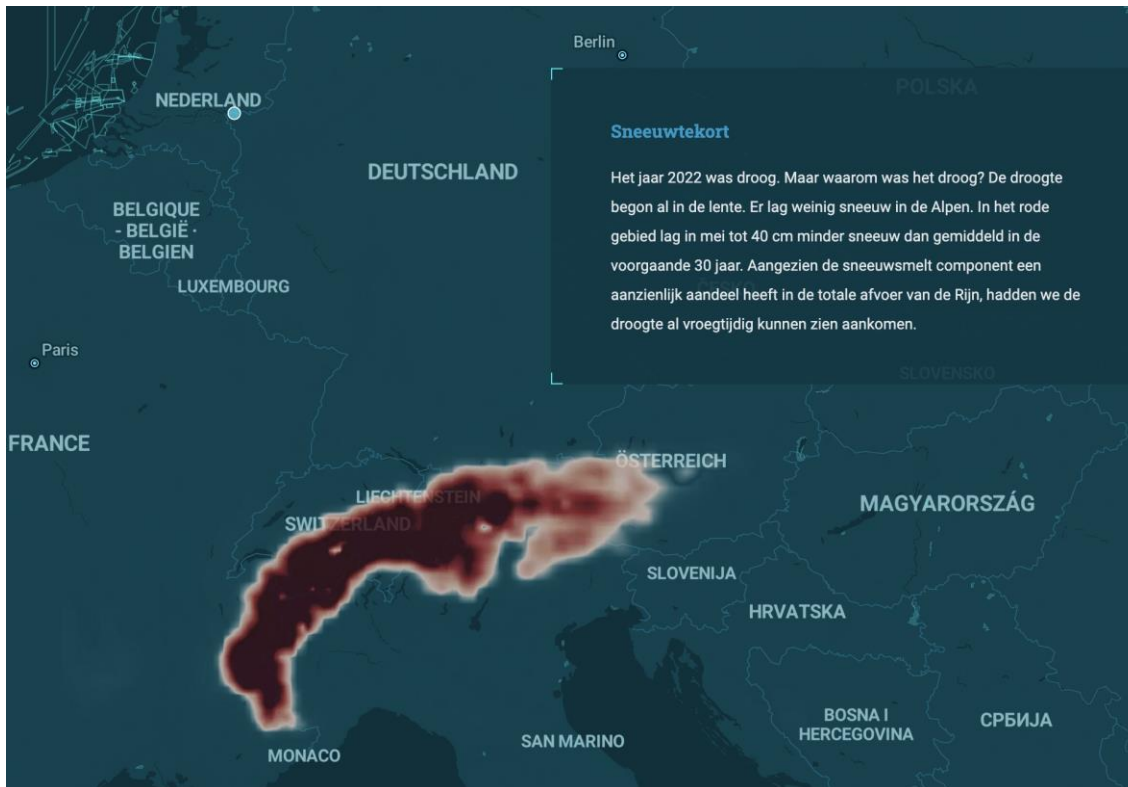 Berlin
POLSKA
NEDERLAND
Sneeuwtekort
DEUTSCHLAND
Het jaar 2022 was droog. Maar waarom was het droog? De droogte
begon al in de lente. Er lag weinig sneeuw in de Alpen. In het rode
gebied lag in mei tot 40 cm minder sneeuw dan gemiddeld in de
voorgaande 30 jaar. Aangezien de sneeuwsmelt component een
aanzienlijk aandeel heeft in de totale afvoer van de Rijn, hadden we de
droogte al vroegtijdig kunnen zien aankomen.
BELGIQUE
- BELGIË ·
BELGIEN
LUXEMBOURG
ČESKO
Paris
SLOVENSKO
FRANCE
ÖSTERREICH
LIECHTENSTEIN
SWITZERLAND
MAGYARORSZÁG
SLOVENIJA
HRVATSKA
BOSNA I
HERCEGOVINA
СРБИЈА
SAN MARINO
MONACO